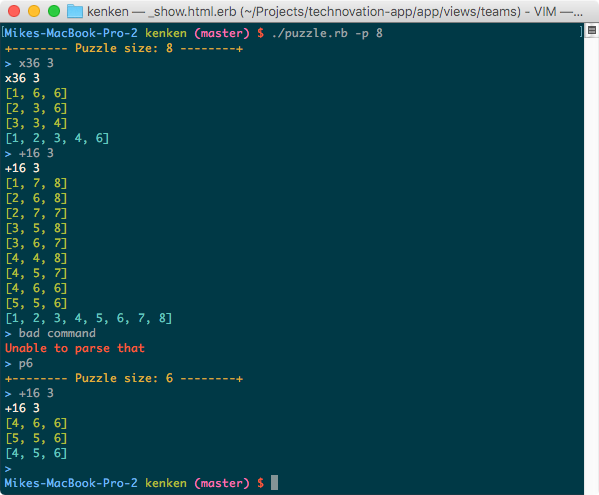 kenken — _show.html.erb (~/Projects/technovation-app/app/views/teams) - VIM —...
[Mikes-MacBook-Pro-2 kenken (master) $ ./puzzle.rb -p 8 ]
+-------- Puzzle size: 8 --------+
> x36 3
x36 3
[1, 6, 6]
[2, 3, 6]
[3, 3, 4]
[1, 2, 3, 4, 6]
> +16 3
+16 3
[1, 7, 8]
[2, 6, 8]
[2, 7, 7]
[3, 5, 8]
[3, 6, 7]
[4, 4, 8]
[4, 5, 7]
[4, 6, 6]
[5, 5, 6]
[1, 2, 3, 4, 5, 6, 7, 8]
> bad command
Unable to parse that
> p6
+-------- Puzzle size: 6 --------+
> +16 3
+16 3
[4, 6, 6]
[5, 5, 6]
[4, 5, 6]
>
Mikes-MacBook-Pro-2 kenken (master) $